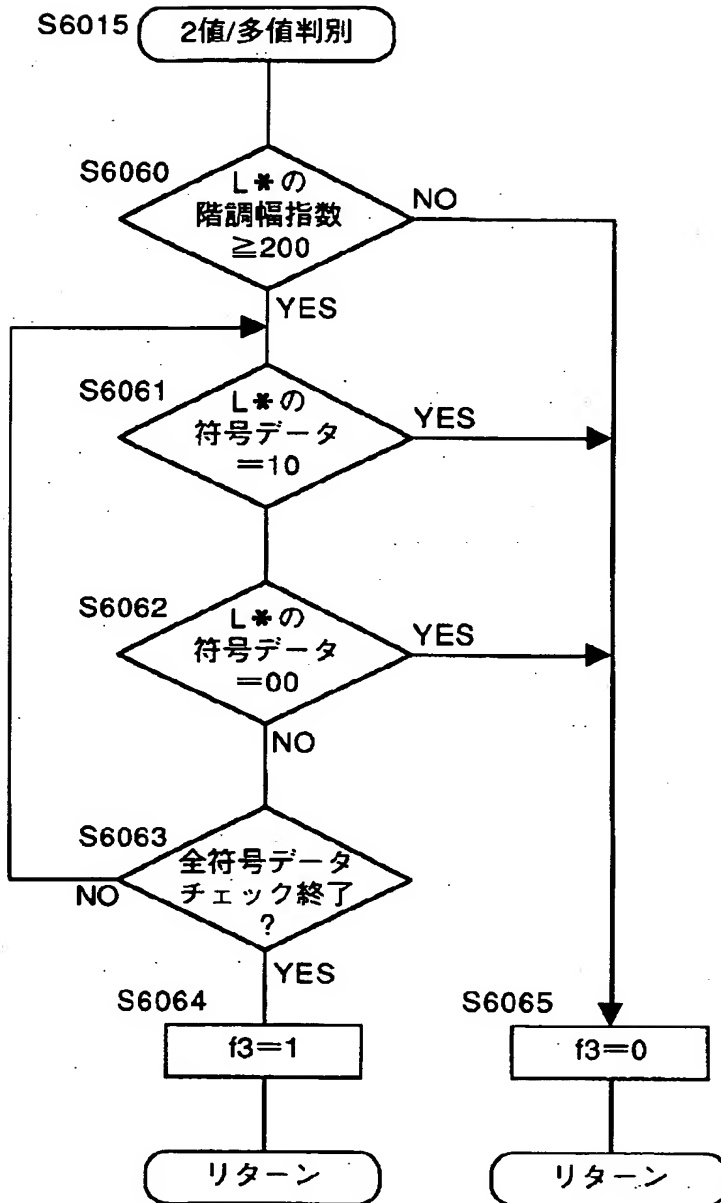 S6015
2値/多値判別
S6060
L*の
階調幅指数
≧200
NO
YES
S6061
L*の
符号データ
=10
YES
S6062
L*の
符号データ
=00
YES
NO
S6063
全符号データ
チェック終了
?
NO
YES
S6064
f3=1
S6065
f3=0
リターン
リターン